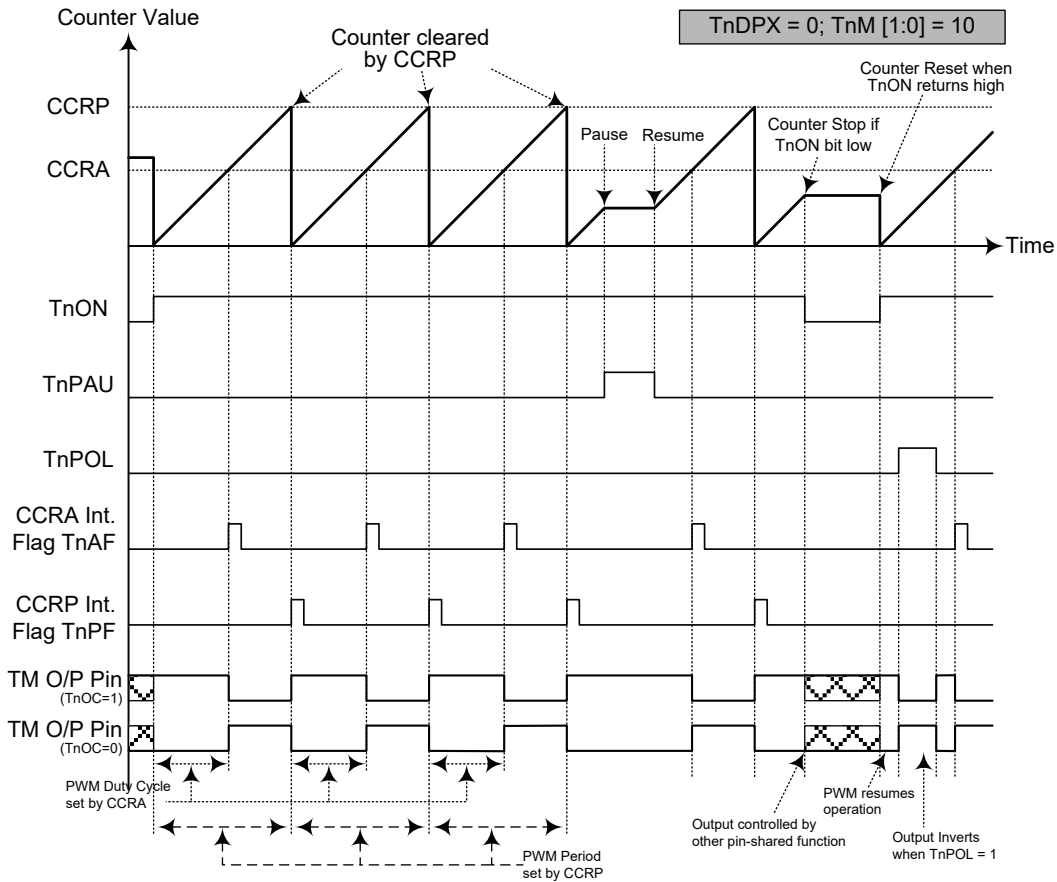 Counter Value
TnDPX = 0; TnM [1:0] = 10
Counter cleared
by CCRP
Counter Reset when
TnON returns high
CCRP
Pause
Resume
Counter Stop if
TnON bit low
CCRA
Time
TnON
TnPAU
TnPOL
CCRA Int.
Flag TnAF
CCRP Int.
Flag TnPF
TM O/P Pin
(TnOC=1)
TM O/P Pin
(TnOC=0)
PWM Duty Cycle
set by CCRA
PWM resumes
operation
Output controlled by
other pin-shared function
Output Inverts
when TnPOL = 1
PWM Period
set by CCRP